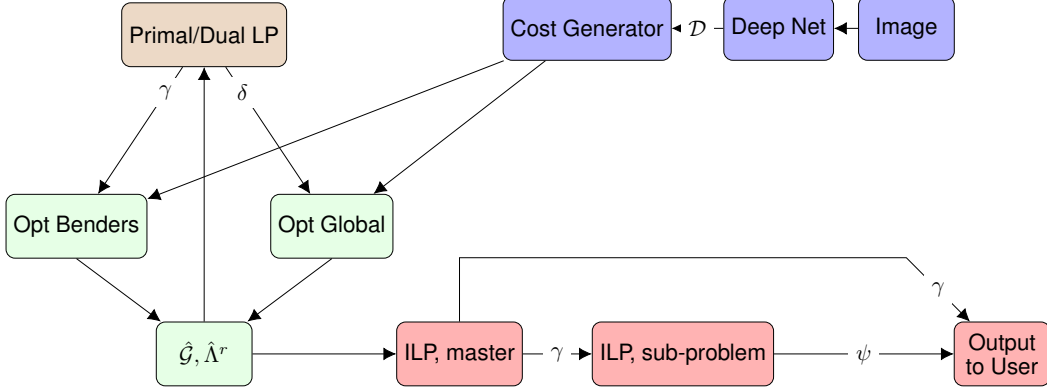 Primal/Dual LP
Cost Generator
𝒟
Deep Net
Image
γ
δ
Opt Benders
Opt Global
γ
𝒢̂, Λ̂ʳ
ILP, master
γ
ILP, sub-problem
ψ
Output
to User